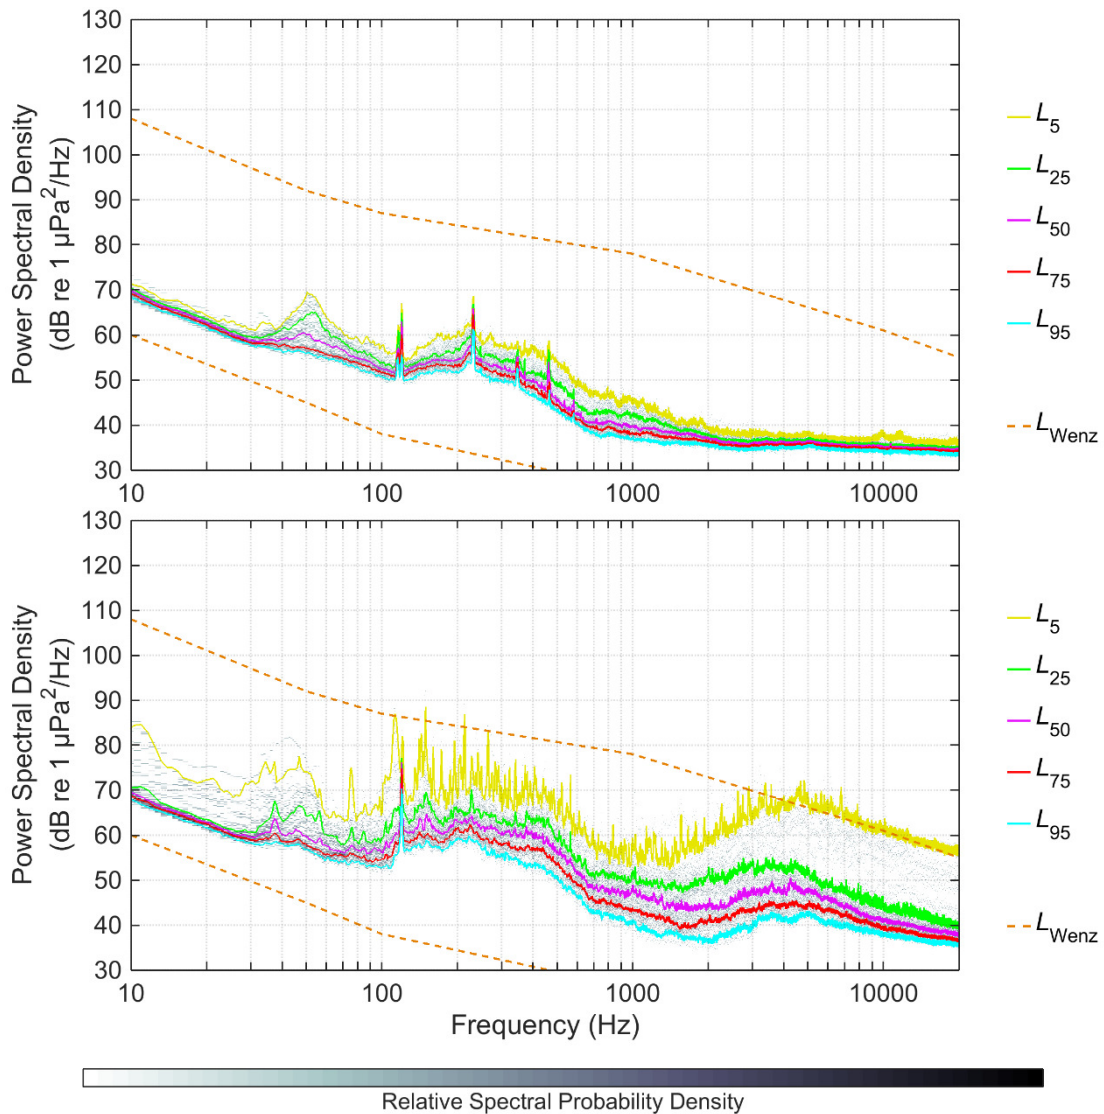 130
120
110
100
90
80
70
60
50
40
30
Power Spectral Density
(dB re 1 µPa²/Hz)
10
100
1000
10000
L5
L25
L50
L75
L95
LWenz
130
120
110
100
90
80
70
60
50
40
30
Power Spectral Density
(dB re 1 µPa²/Hz)
10
100
1000
10000
Frequency (Hz)
L5
L25
L50
L75
L95
LWenz
Relative Spectral Probability Density